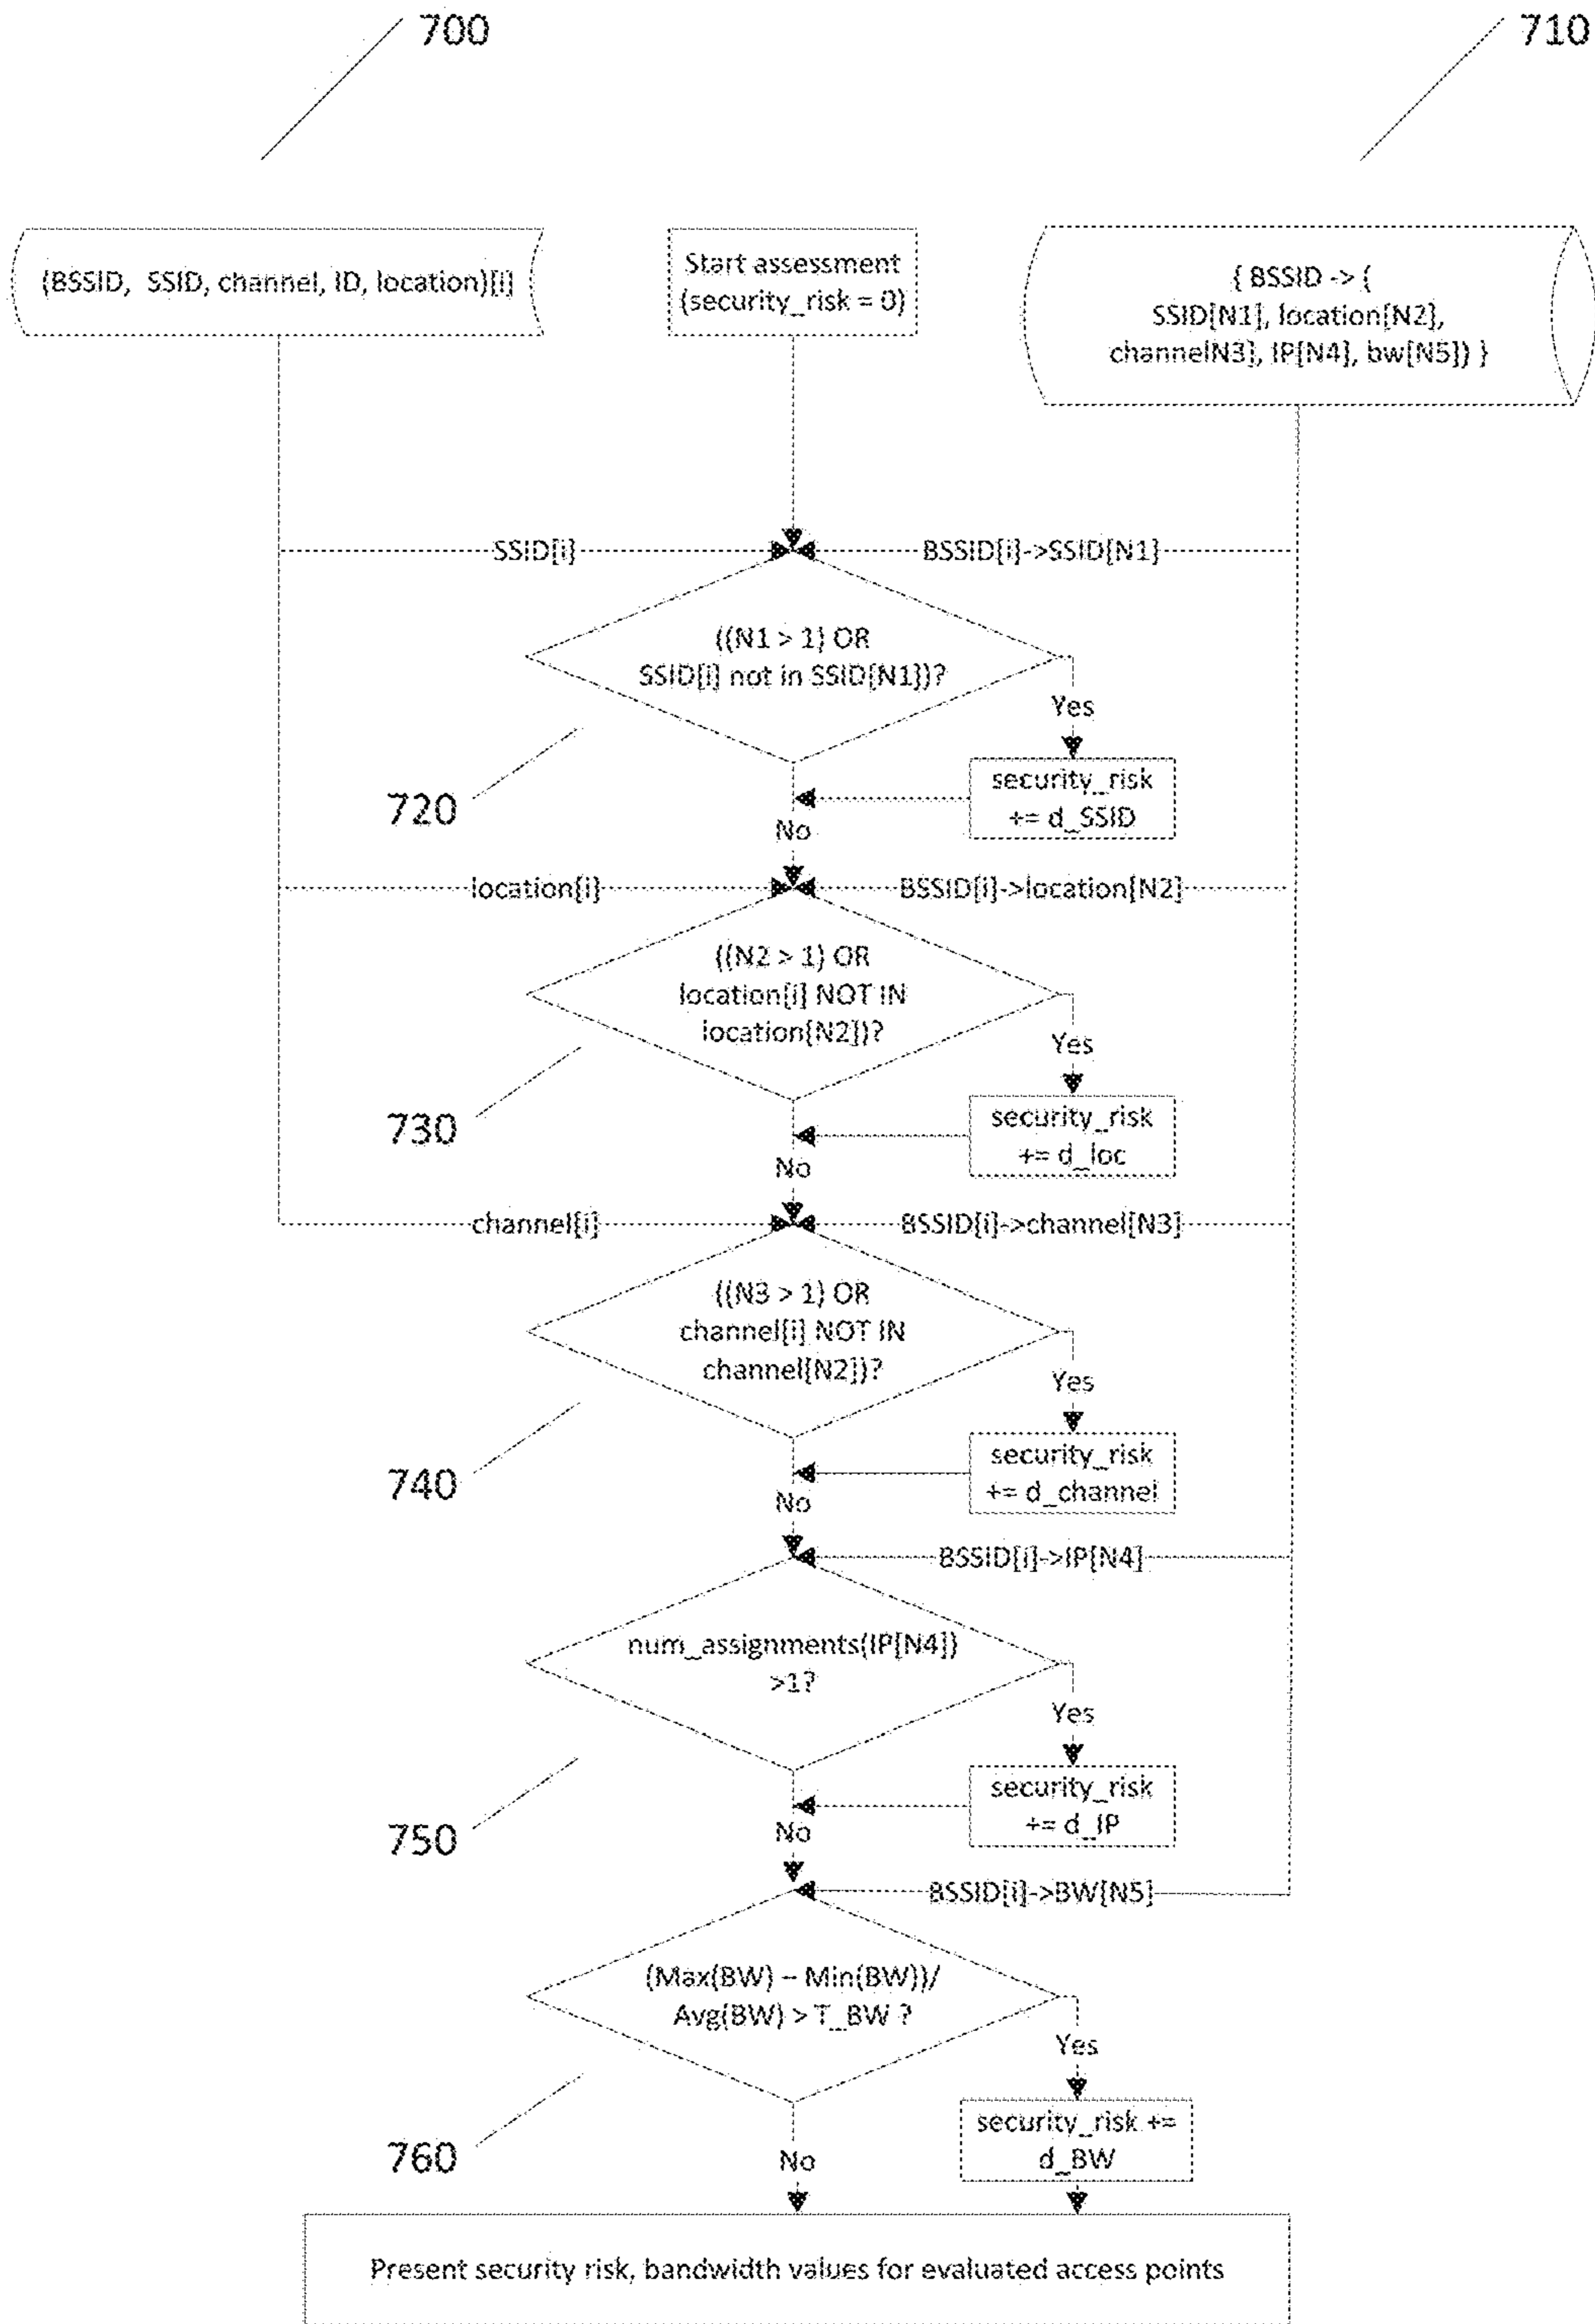 700
710
(BSSID, SSID, channel, ID, location)[i]
Start assessment
(security_risk = 0)
{ BSSID -> (
SSID[N1], location[N2],
channelN3], IP[N4], bw[N5]) }
SSID[i]
BSSID[i]->SSID[N1]
((N1 > 1) OR
SSID[i] not in SSID[N1])?
Yes
720
security_risk
+= d_SSID
No
location[i]
BSSID[i]->location[N2]
((N2 > 1) OR
location[i] NOT IN
location[N2])?
Yes
730
security_risk
+= d_loc
No
channel[i]
BSSID[i]->channel[N3]
((N3 > 1) OR
channel[i] NOT IN
channel[N2])?
Yes
740
security_risk
+= d_channel
No
BSSID[i]->IP[N4]
num_assignments(IP[N4])
>1?
Yes
750
security_risk
+= d_IP
No
BSSID[i]->BW[N5]
(Max(BW) – Min(BW))/
Avg(BW) > T_BW ?
Yes
760
security_risk +=
d_BW
No
Present security risk, bandwidth values for evaluated access points